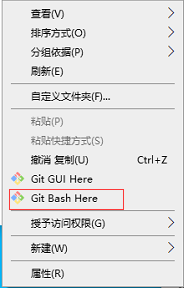 查看(V)
排序方式(O)
分组依据(P)
刷新(E)
自定义文件夹(F)...
粘贴(P)
粘贴快捷方式(S)
撤消 复制(U) Ctrl+Z
Git GUI Here
Git Bash Here
授予访问权限(G)
新建(W)
属性(R)